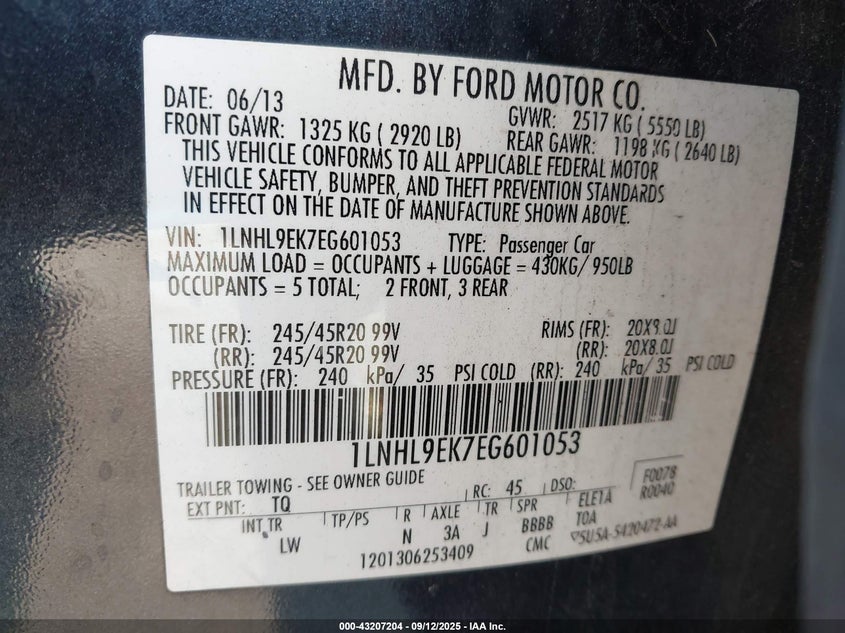 MFD. BY FORD MOTOR CO.
DATE: 06/13 GVWR: 2517 KG ( 5550 LB)
FRONT GAWR: 1325 KG ( 2920 LB) REAR GAWR: 1198 KG ( 2640 LB)
THIS VEHICLE CONFORMS TO ALL APPLICABLE FEDERAL MOTOR
VEHICLE SAFETY, BUMPER, AND THEFT PREVENTION STANDARDS
IN EFFECT ON THE DATE OF MANUFACTURE SHOWN ABOVE.
VIN: 1LNHL9EK7EG601053 TYPE: Passenger Car
MAXIMUM LOAD = OCCUPANTS + LUGGAGE = 430KG/ 950LB
OCCUPANTS = 5 TOTAL; 2 FRONT, 3 REAR
TIRE (FR): 245/45R20 99V RIMS (FR): 20X9.0J
(RR): 245/45R20 99V (RR): 20X8.0J
PRESSURE (FR): 240 kPa/ 35 PSI COLD (RR): 240 kPa/ 35 PSI COLD
1LNHL9EK7EG601053
TRAILER TOWING - SEE OWNER GUIDE F0078
EXT PNT: TQ RC: 45 DSO: R0040
INT TR TP/PS R AXLE TR SPR ELE1A
LW N 3A J BBBB TOA
1201306253409 CMC 5U5A-5420472-AA
000-43207204 - 09/12/2025 - IAA Inc.